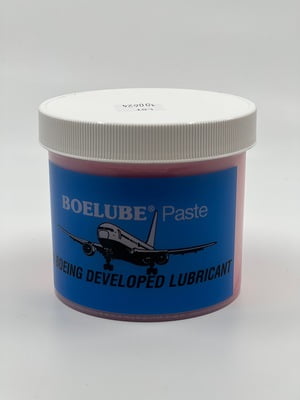 BOELUBE® Paste
BOEING DEVELOPED LUBRICANT